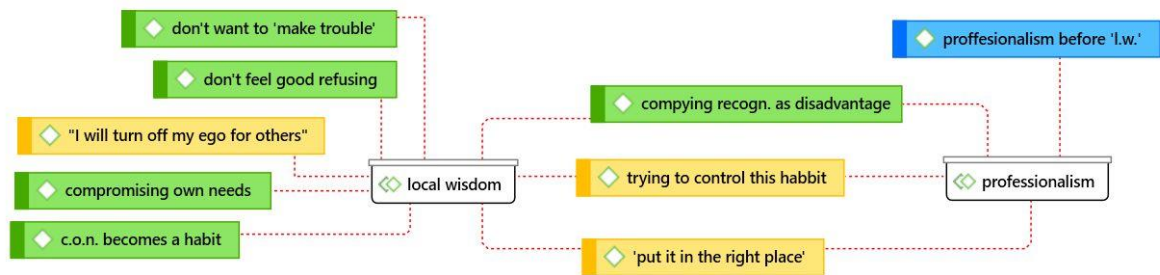 don't want to 'make trouble'
proffesionalism before 'l.w.'
don't feel good refusing
compying recogn. as disadvantage
"I will turn off my ego for others"
local wisdom
trying to control this habbit
professionalism
compromising own needs
c.o.n. becomes a habit
'put it in the right place'